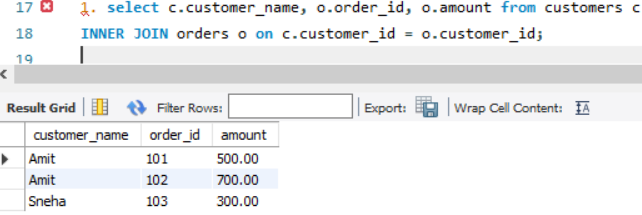 17 1. select c.customer_name, o.order_id, o.amount from customers c
18 INNER JOIN orders o on c.customer_id = o.customer_id;
19
Result Grid Filter Rows: Export: Wrap Cell Content: IA
customer_name order_id amount
Amit 101 500.00
Amit 102 700.00
Sneha 103 300.00